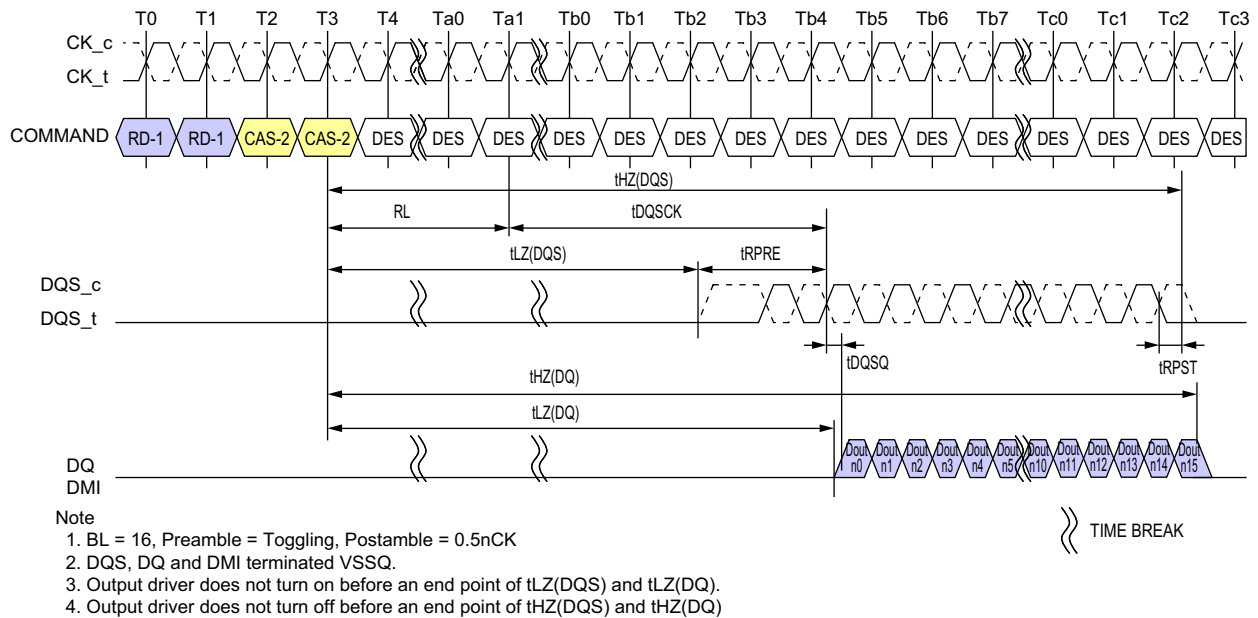 T0 T1 T2 T3 T4 Ta0 Ta1 Tb0 Tb1 Tb2 Tb3 Tb4 Tb5 Tb6 Tb7 Tc0 Tc1 Tc2 Tc3
CK_c
CK_t
COMMAND RD-1 RD-1 CAS-2 CAS-2 DES DES DES DES DES DES DES DES DES DES DES DES DES DES DES
tHZ(DQS)
RL tDQSCK
tLZ(DQS) tRPRE
DQS_c
DQS_t
tDQSQ tRPST
tHZ(DQ)
tLZ(DQ)
Dout Dout Dout Dout Dout Dout Dout Dout Dout Dout Dout Dout
n0 n1 n2 n3 n4 n5 n10 n11 n12 n13 n14 n15
DQ
DMI
Note
1. BL = 16, Preamble = Toggling, Postamble = 0.5nCK
2. DQS, DQ and DMI terminated VSSQ.
3. Output driver does not turn on before an end point of tLZ(DQS) and tLZ(DQ).
4. Output driver does not turn off before an end point of tHZ(DQS) and tHZ(DQ)
TIME BREAK